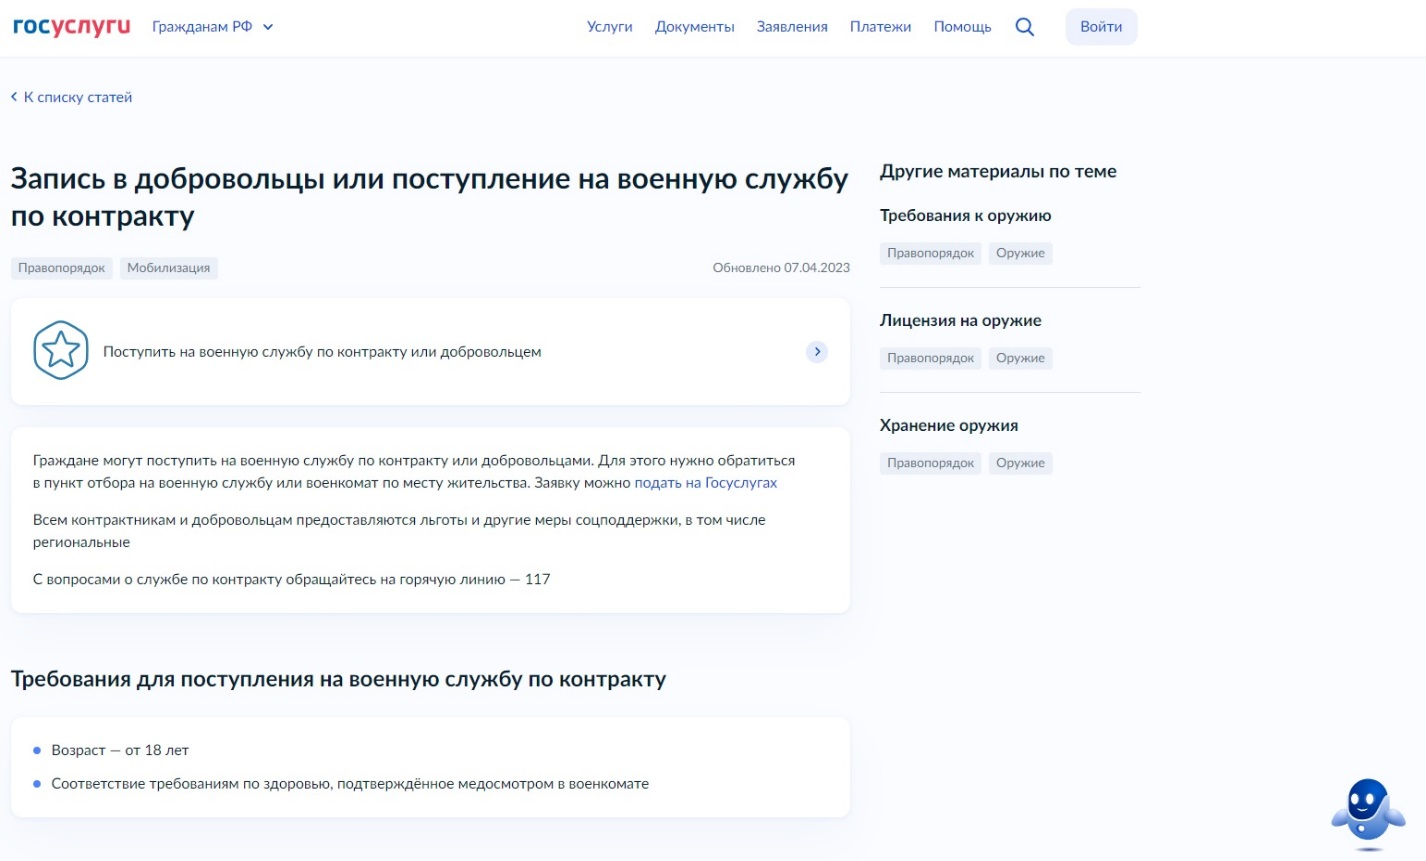 госуслуги
Гражданам РФ
Услуги
Документы
Заявления
Платежи
Помощь
Войти
К списку статей
Запись в добровольцы или поступление на военную службу
по контракту
Правопорядок
Мобилизация
Обновлено 07.04.2023
Поступить на военную службу по контракту или добровольцем
Граждане могут поступить на военную службу по контракту или добровольцами. Для этого нужно обратиться
в пункт отбора на военную службу или военкомат по месту жительства. Заявку можно подать на Госуслугах
Всем контрактникам и добровольцам предоставляются льготы и другие меры соцподдержки, в том числе
региональные
С вопросами о службе по контракту обращайтесь на горячую линию — 117
Требования для поступления на военную службу по контракту
Возраст — от 18 лет
Соответствие требованиям по здоровью, подтверждённое медосмотром в военкомате
Другие материалы по теме
Требования к оружию
Правопорядок
Оружие
Лицензия на оружие
Правопорядок
Оружие
Хранение оружия
Правопорядок
Оружие